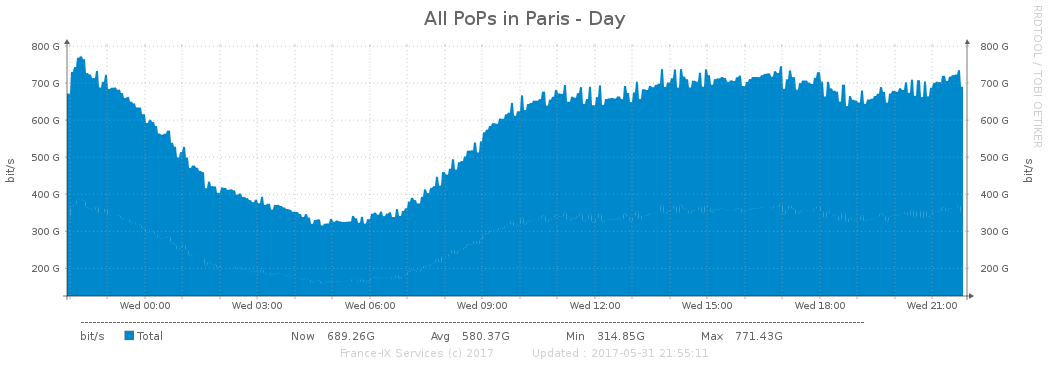 All PoPs in Paris - Day
RRDTOOL / TOBI OETIKER
bit/s
bit/s
800 G 800 G
700 G 700 G
600 G 600 G
500 G 500 G
400 G 400 G
300 G 300 G
200 G 200 G
Wed 00:00 Wed 03:00 Wed 06:00 Wed 09:00 Wed 12:00 Wed 15:00 Wed 18:00 Wed 21:00
bit/s Total Now 689.26G Avg 580.37G Min 314.85G Max 771.43G
France-IX Services (c) 2017 Updated : 2017-05-31 21:55:11